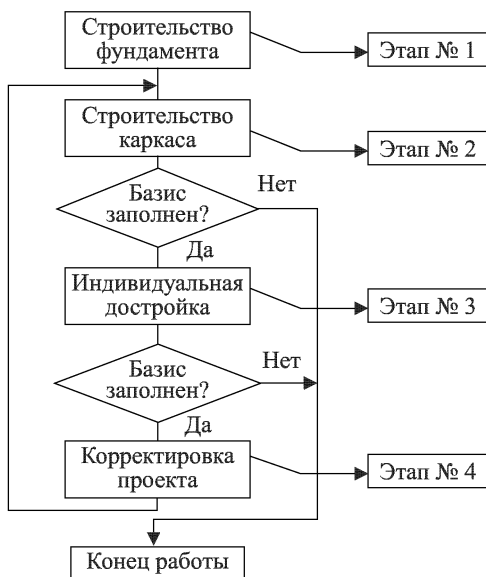 Строительство
фундамента
Этап № 1
Строительство
каркаса
Этап № 2
Нет
Базис
заполнен?
Да
Индивидуальная
достройка
Этап № 3
Нет
Базис
заполнен?
Да
Корректировка
проекта
Этап № 4
Конец работы